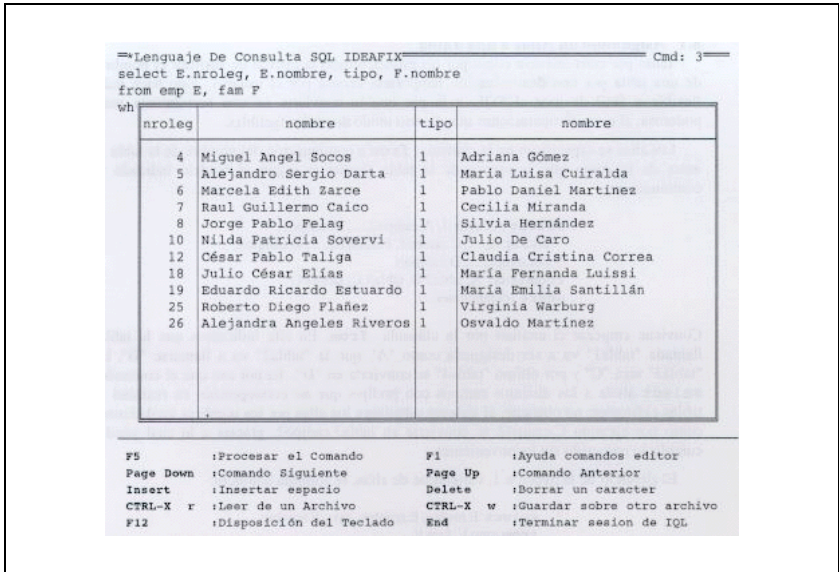 *Lenguaje De Consulta SQL IDEAFIX Cmd: 3
select E.nroleg, E.nombre, tipo, F.nombre
from emp E, fam F
wh
nroleg nombre tipo nombre
4 Miguel Angel Socos 1 Adriana Gómez
5 Alejandro Sergio Darta 1 María Luisa Cuiralda
6 Marcela Edith Zarce 1 Pablo Daniel Martínez
7 Raul Guillermo Caico 1 Cecilia Miranda
8 Jorge Pablo Felag 1 Silvia Hernández
10 Nilda Patricia Sovervi 1 Julio De Caro
12 César Pablo Taliga 1 Claudia Cristina Correa
18 Julio César Elías 1 María Fernanda Luissi
19 Eduardo Ricardo Estuardo 1 María Emilia Santillán
25 Roberto Diego Flañez 1 Virginia Warburg
26 Alejandra Angeles Riveros 1 Osvaldo Martínez
F5 :Procesar el Comando F1 :Ayuda comandos editor
Page Down :Comando Siguiente Page Up :Comando Anterior
Insert :Insertar espacio Delete :Borrar un caracter
CTRL-X r :Leer de un Archivo CTRL-X w :Guardar sobre otro archivo
F12 :Disposición del Teclado End :Terminar sesion de IQL